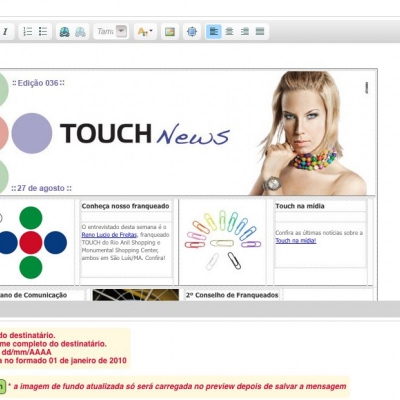 I
Tama
A
:: Edição 036 ::
TOUCH News
:: 27 de agosto ::
Conheça nosso franqueado
O entrevistado desta semana é o
Reno Lucio de Freitas, franqueado
TOUCH do Rio Anil Shopping e
Monumental Shopping Center,
ambos em São Luis/MA. Confira!
Touch na mídia
Confira as últimas notícias sobre a
Touch na mídia!
ano de Comunicação
2º Conselho de Franqueados
do destinatário.
me completo do destinatário.
dd/mm/AAAA
a no formado 01 de janeiro de 2010
* a imagem de fundo atualizada só será carregada no preview depois de salvar a mensagem